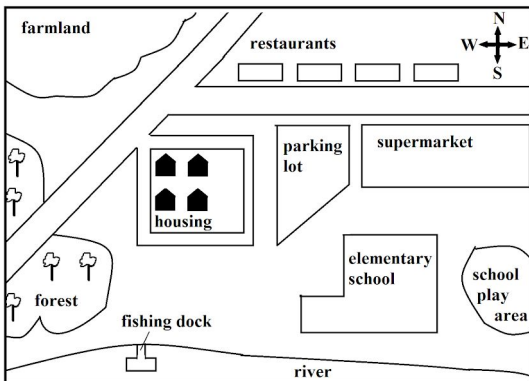 farmland
restaurants
N
W E
S
parking
lot
supermarket
housing
elementary
school
school
play
area
forest
fishing dock
river